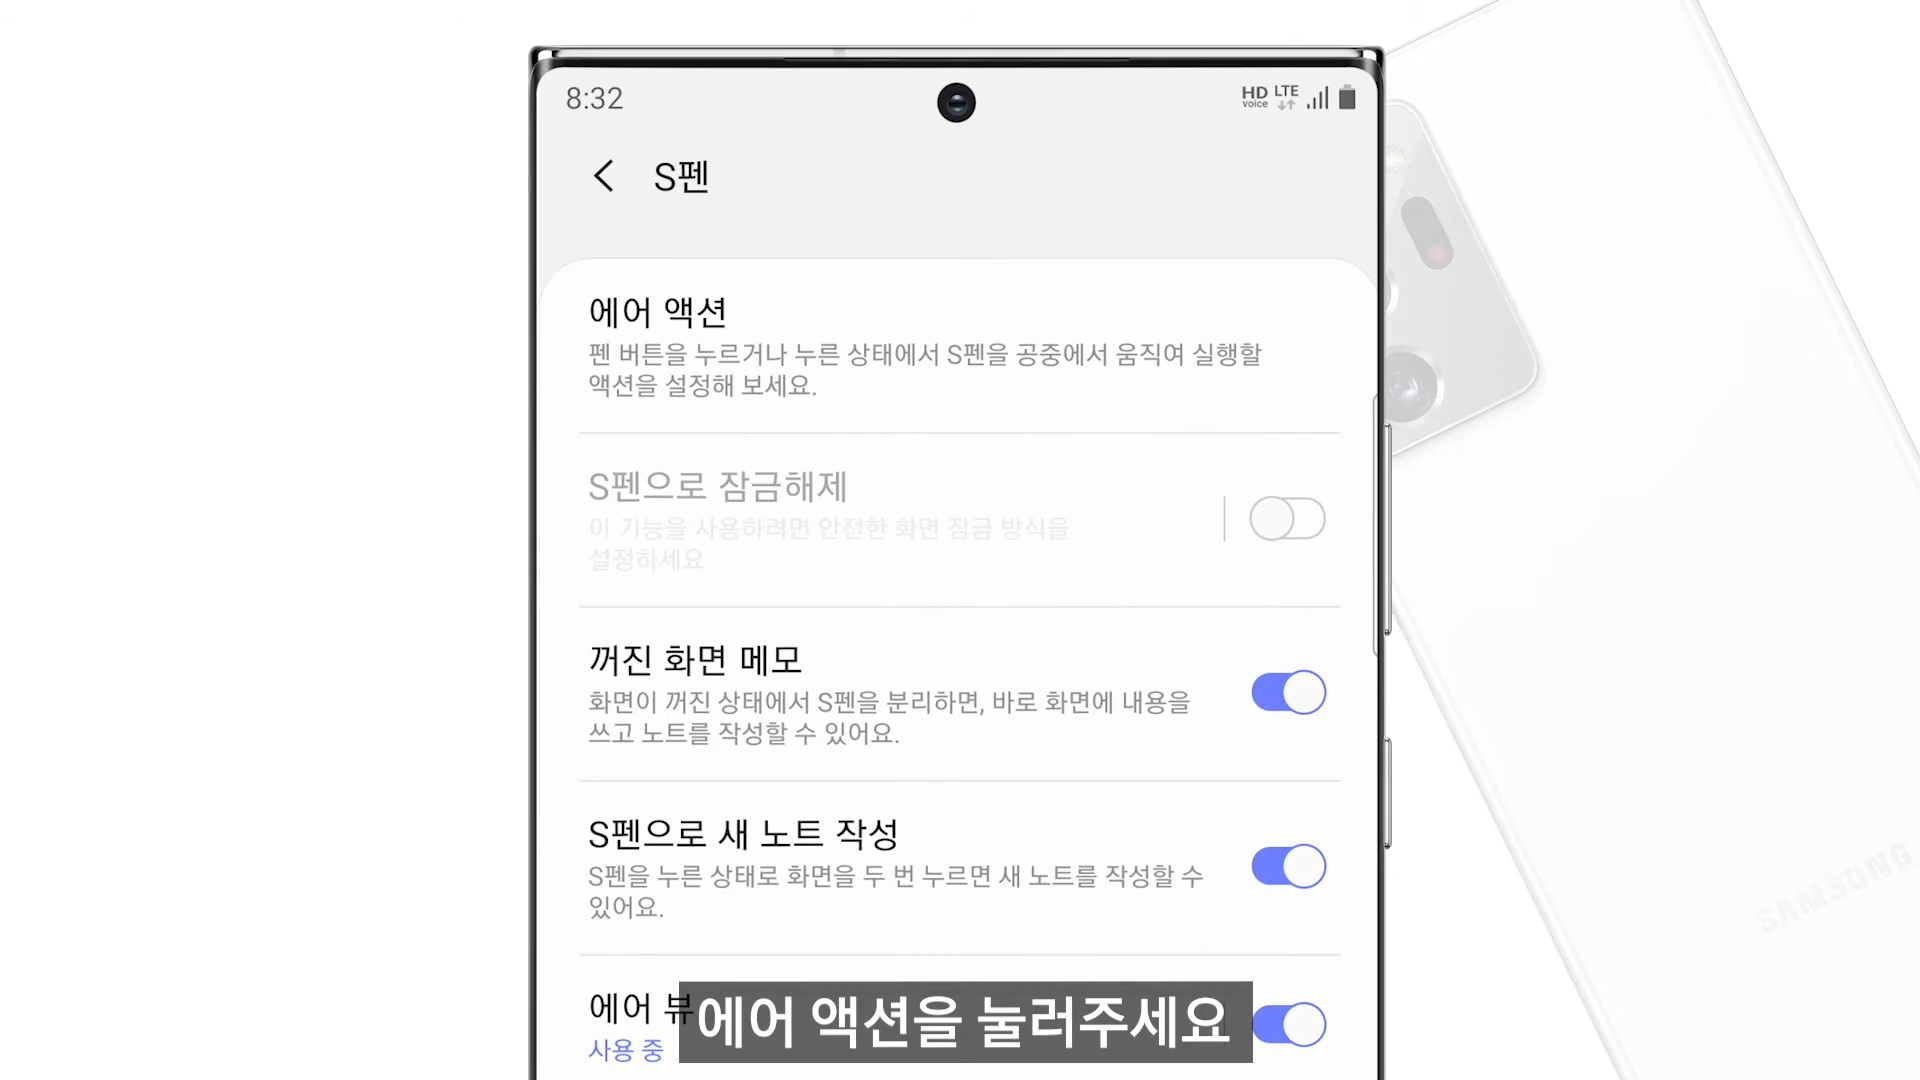 8:32
HD voice LTE
S펜
에어 액션
펜 버튼을 누르거나 누른 상태에서 S펜을 공중에서 움직여 실행할
액션을 설정해 보세요.
S펜으로 잠금해제
이 기능을 사용하려면 안전한 화면 잠금 방식을
설정하세요
꺼진 화면 메모
화면이 꺼진 상태에서 S펜을 분리하면, 바로 화면에 내용을
쓰고 노트를 작성할 수 있어요.
S펜으로 새 노트 작성
S펜을 누른 상태로 화면을 두 번 누르면 새 노트를 작성할 수
있어요.
에어 뷰
사용 중
에어 액션을 눌러주세요
SAMSUNG